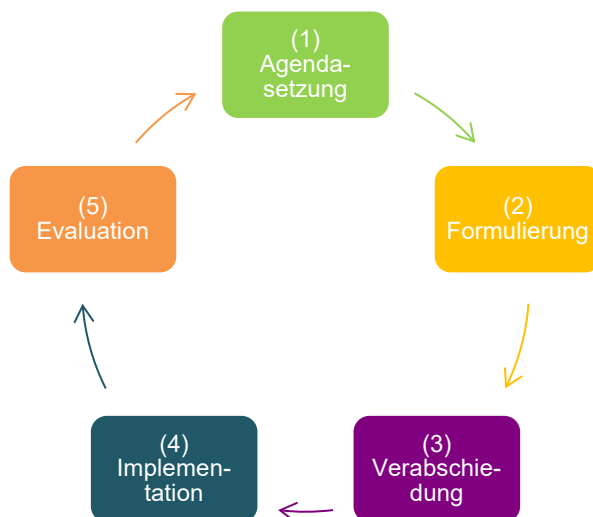 (1)
Agenda-
setzung
(2)
Formulierung
(3)
Verabschie-
dung
(4)
Implemen-
tation
(5)
Evaluation